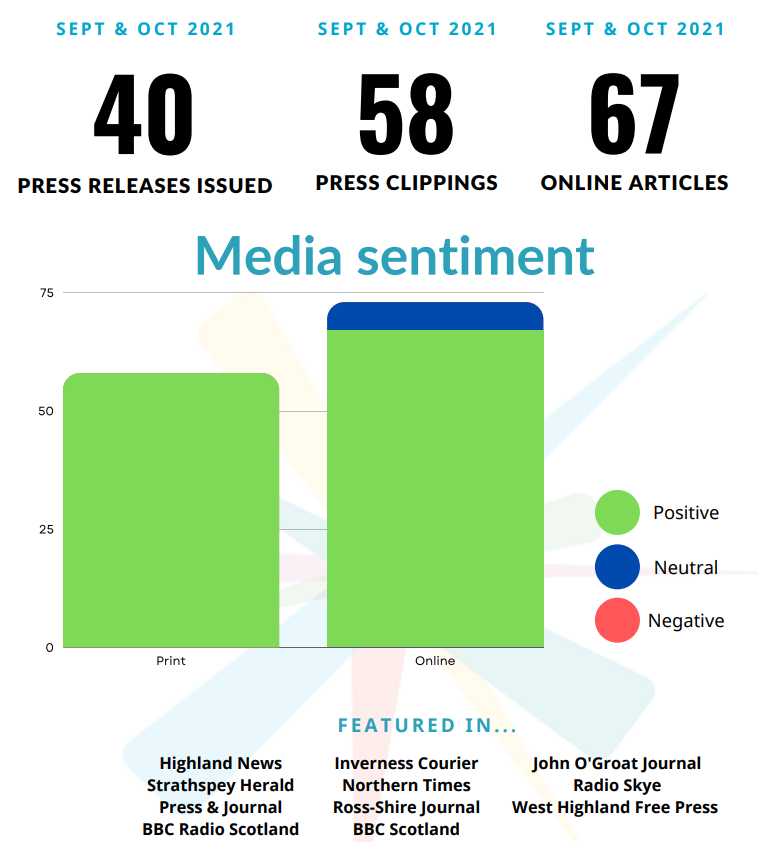 SEPT & OCT 2021
SEPT & OCT 2021
SEPT & OCT 2021
40
58
67
PRESS RELEASES ISSUED
PRESS CLIPPINGS
ONLINE ARTICLES
Media sentiment
75
50
25
0
Print
Online
Positive
Neutral
Negative
FEATURED IN...
Highland News
Strathspey Herald
Press & Journal
BBC Radio Scotland
Inverness Courier
Northern Times
Ross-Shire Journal
BBC Scotland
John O'Groat Journal
Radio Skye
West Highland Free Press